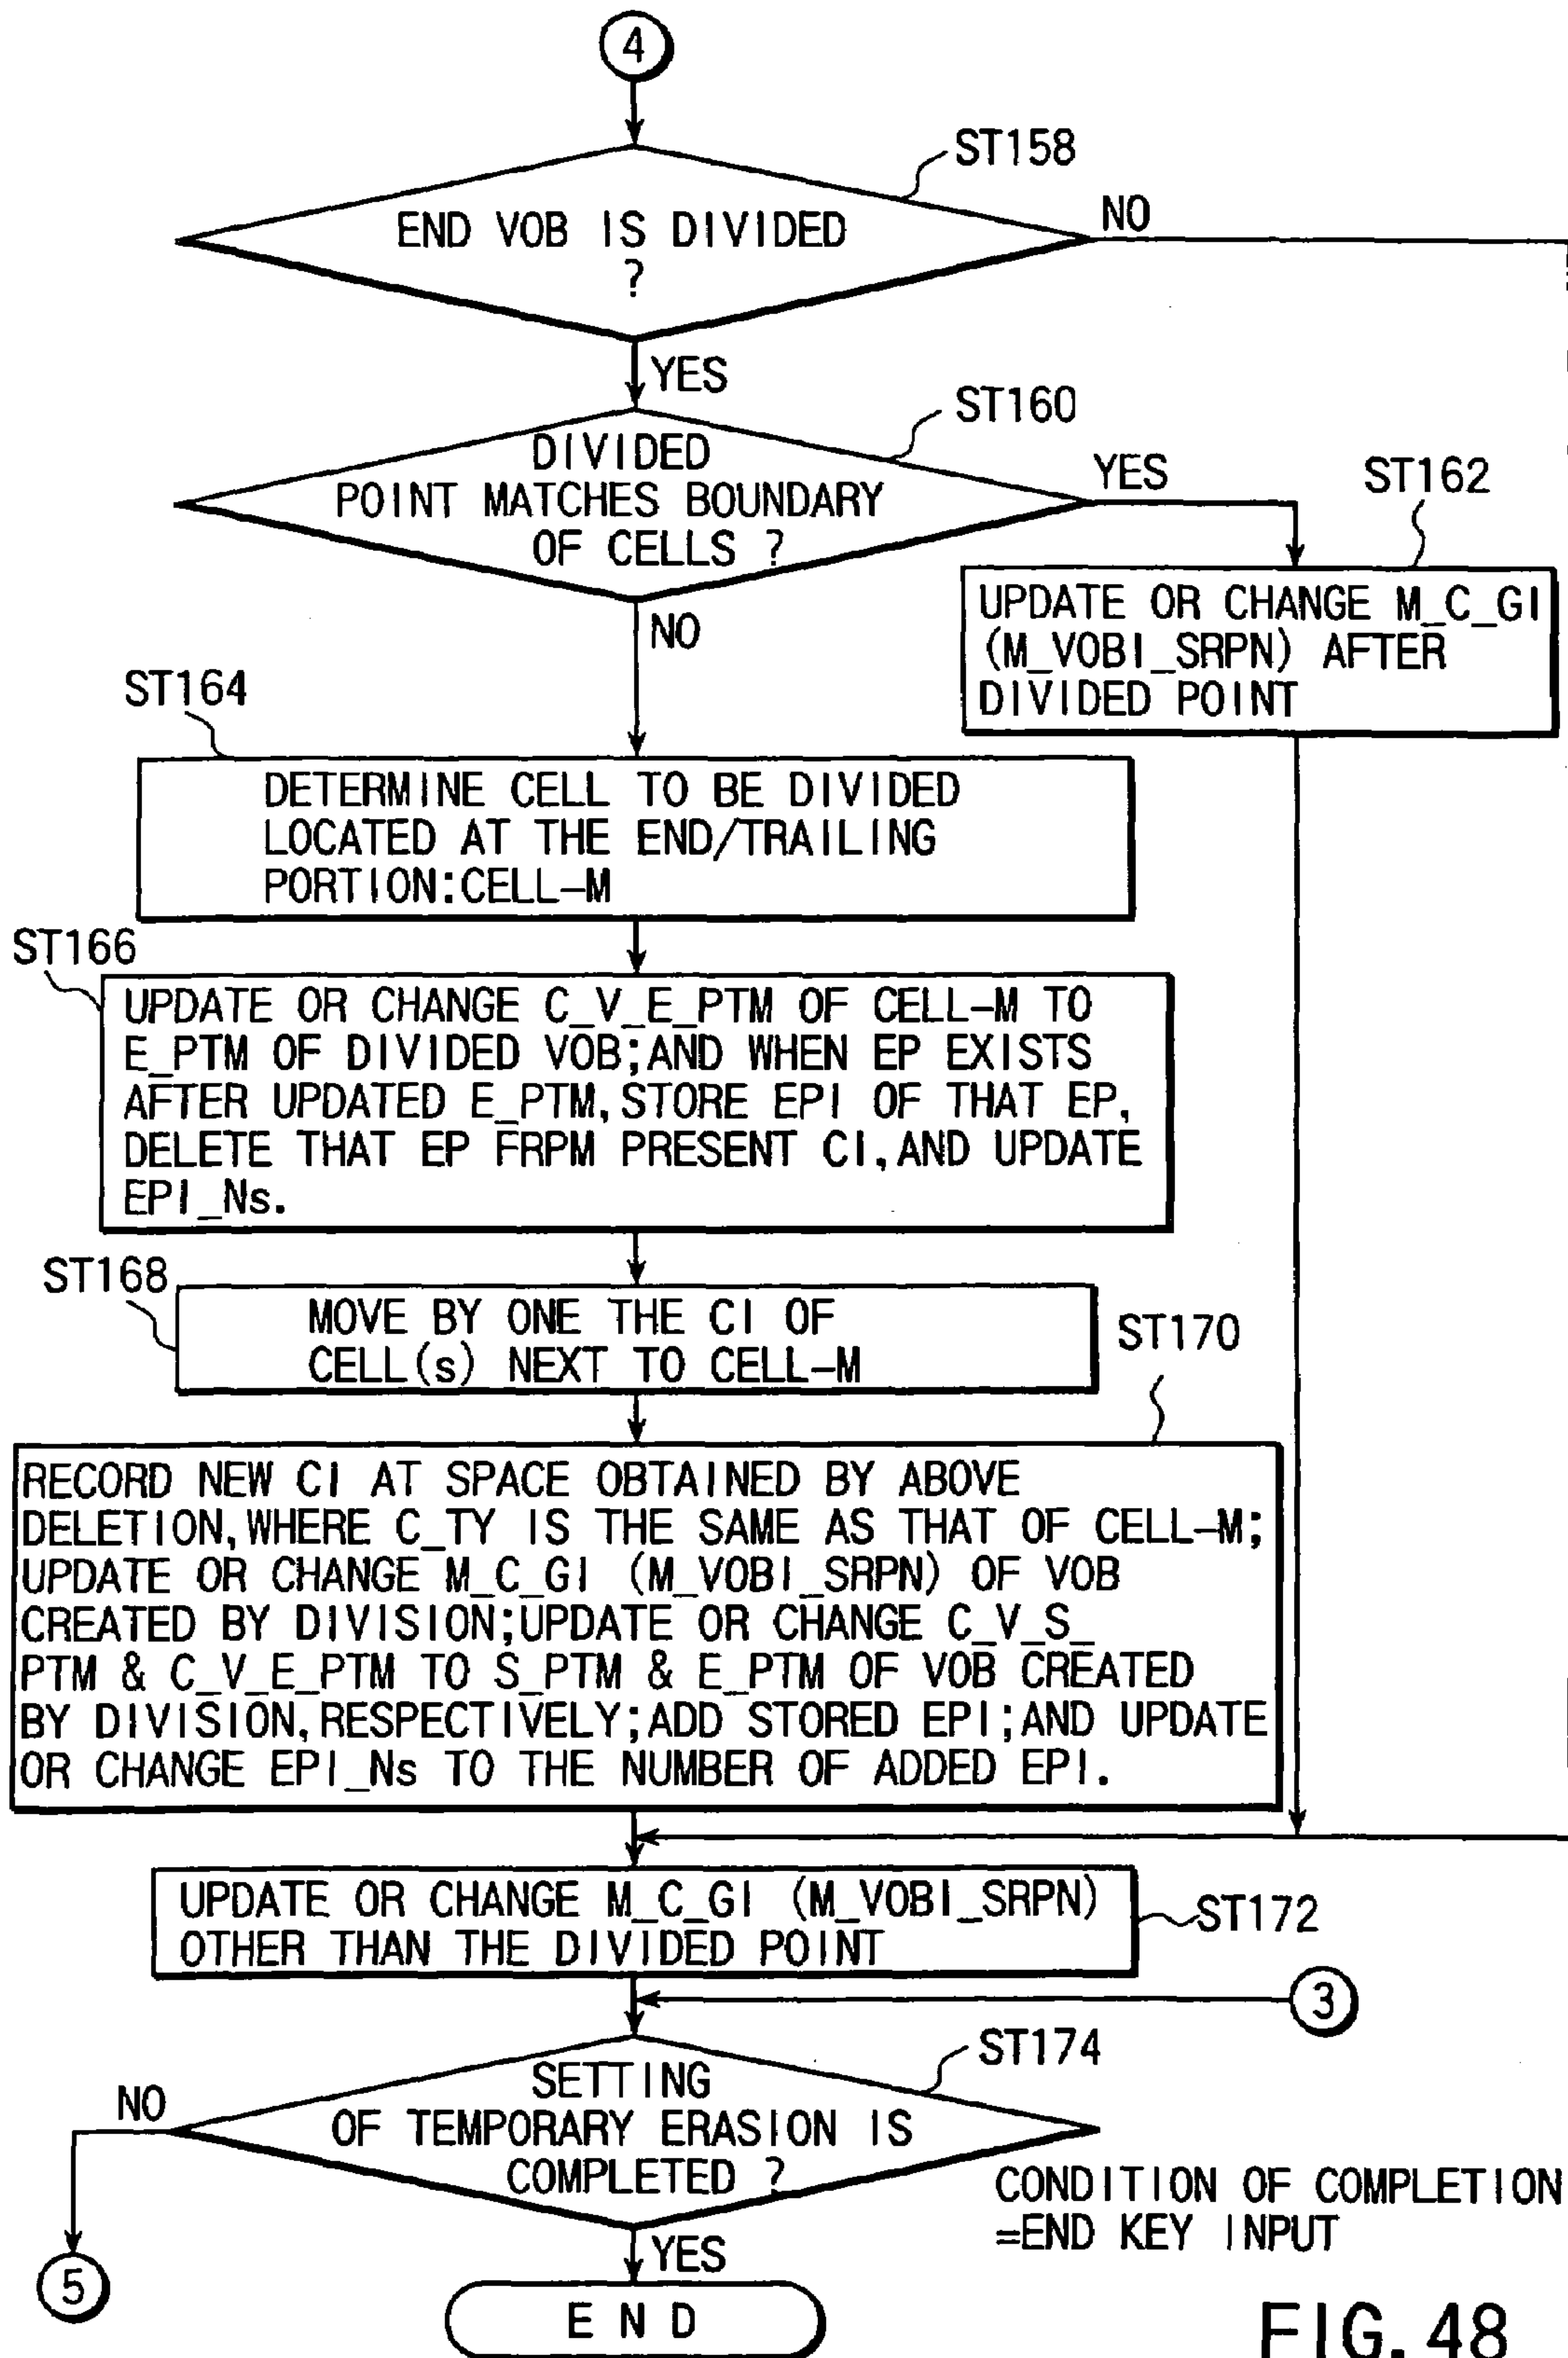 4
ST158
END VOB IS DIVIDED
?
NO
YES
ST160
DIVIDED
POINT MATCHES BOUNDARY
OF CELLS ?
YES
ST162
UPDATE OR CHANGE M_C_GI
(M_VOBI_SRPN) AFTER
DIVIDED POINT
NO
ST164
DETERMINE CELL TO BE DIVIDED
LOCATED AT THE END/TRAILING
PORTION:CELL-M
ST166
UPDATE OR CHANGE C_V_E_PTM OF CELL-M TO
E_PTM OF DIVIDED VOB;AND WHEN EP EXISTS
AFTER UPDATED E_PTM,STORE EPI OF THAT EP,
DELETE THAT EP FRPM PRESENT CI,AND UPDATE
EPI_Ns.
ST168
MOVE BY ONE THE CI OF
CELL(s) NEXT TO CELL-M
ST170
RECORD NEW CI AT SPACE OBTAINED BY ABOVE
DELETION,WHERE C_TY IS THE SAME AS THAT OF CELL-M;
UPDATE OR CHANGE M_C_GI (M_VOBI_SRPN) OF VOB
CREATED BY DIVISION;UPDATE OR CHANGE C_V_S_
PTM & C_V_E_PTM TO S_PTM & E_PTM OF VOB CREATED
BY DIVISION,RESPECTIVELY;ADD STORED EPI;AND UPDATE
OR CHANGE EPI_Ns TO THE NUMBER OF ADDED EPI.
UPDATE OR CHANGE M_C_GI (M_VOBI_SRPN)
OTHER THAN THE DIVIDED POINT
ST172
3
ST174
SETTING
OF TEMPORARY ERASION IS
COMPLETED ?
NO
CONDITION OF COMPLETION
=END KEY INPUT
YES
5
END
FIG. 48